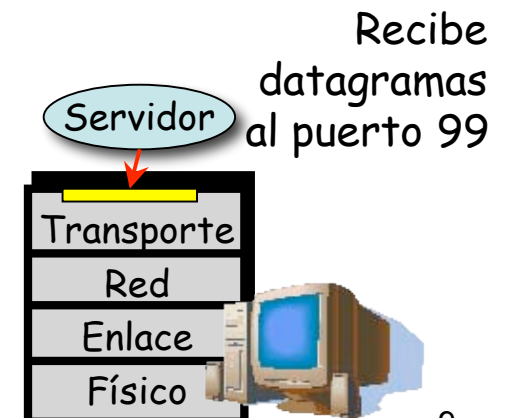 Recibe
datagramas
al puerto 99
Servidor
Transporte
Red
Enlace
Físico